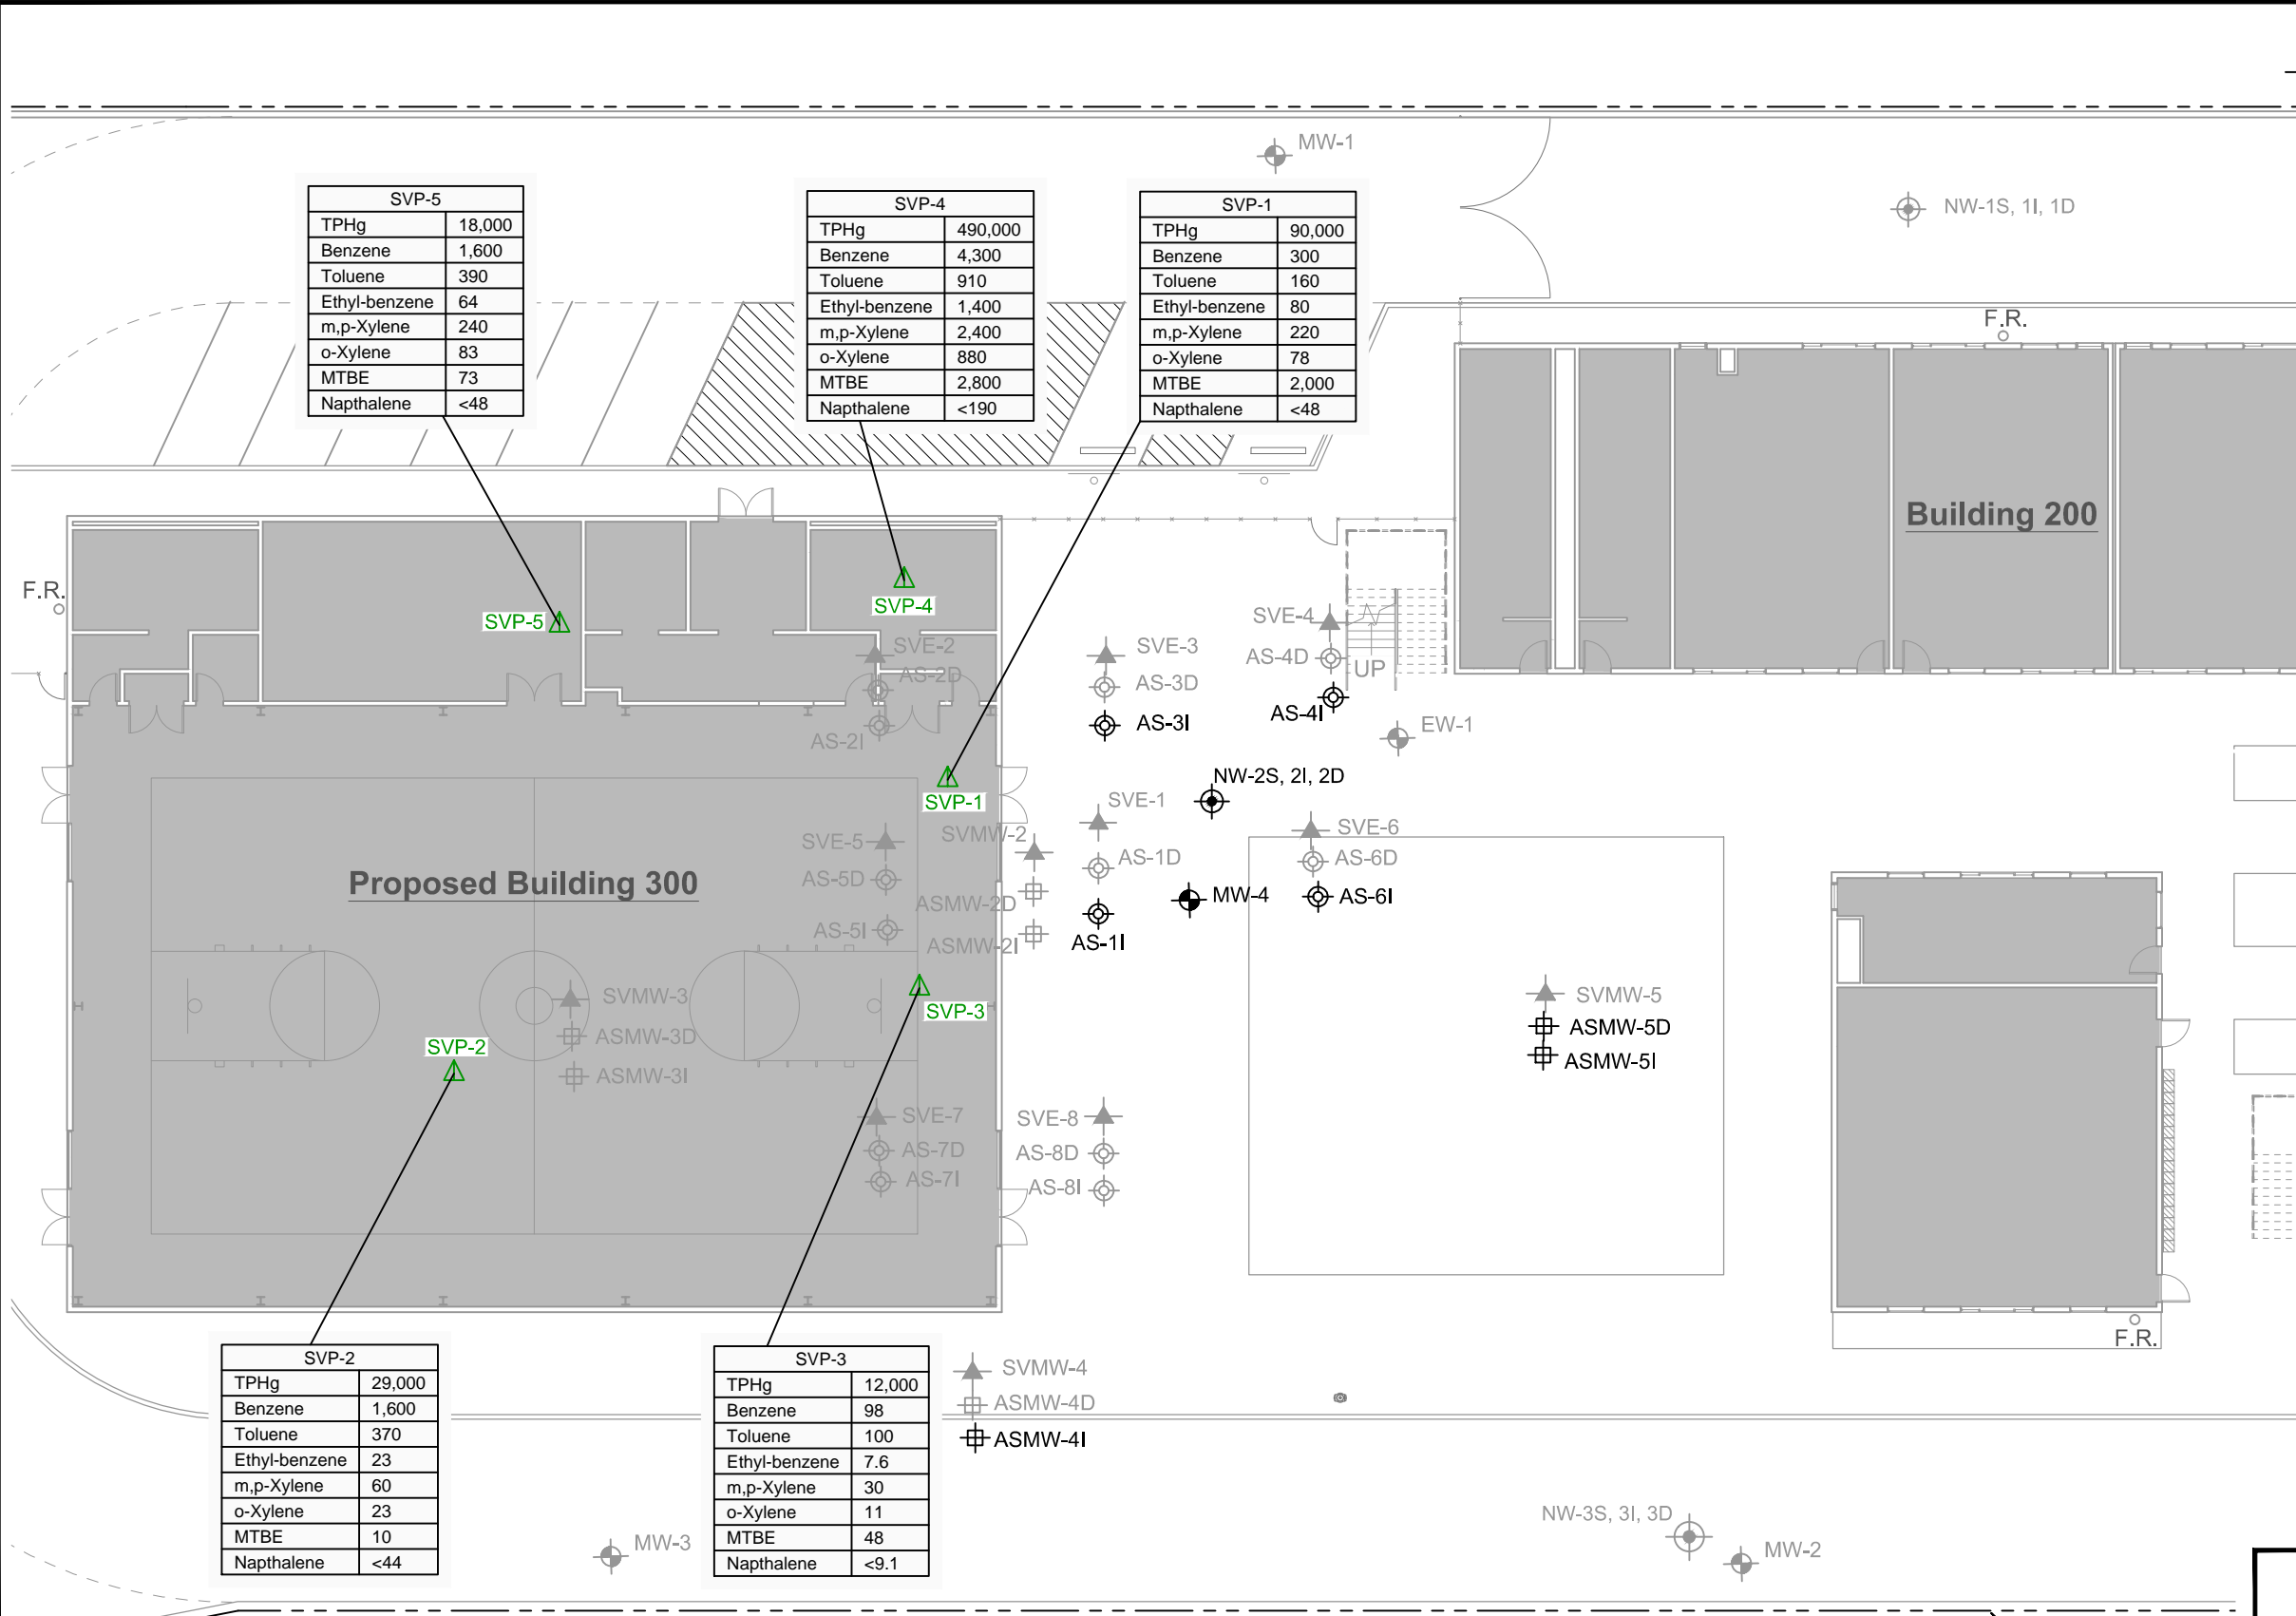 MW-1
NW-1S, 1I, 1D
SVP-5
TPHg 18,000
Benzene 1,600
Toluene 390
Ethyl-benzene 64
m,p-Xylene 240
o-Xylene 83
MTBE 73
Napthalene <48
SVP-4
TPHg 490,000
Benzene 4,300
Toluene 910
Ethyl-benzene 1,400
m,p-Xylene 2,400
o-Xylene 880
MTBE 2,800
Napthalene <190
SVP-1
TPHg 90,000
Benzene 300
Toluene 160
Ethyl-benzene 80
m,p-Xylene 220
o-Xylene 78
MTBE 2,000
Napthalene <48
F.R.
Building 200
F.R.
SVP-5
SVP-4
SVE-2
AS-2D
AS-2I
SVE-3
AS-3D
AS-3I
SVE-4
AS-4D
AS-4I
UP
EW-1
NW-2S, 2I, 2D
SVP-1
SVE-1
SVMW-2
SVE-5
AS-5D
AS-5I
AS-1D
ASMW-2D
ASMW-2I
AS-1I
MW-4
SVE-6
AS-6D
AS-6I
Proposed Building 300
SVMW-3
ASMW-3D
ASMW-3I
SVP-3
SVP-2
SVMW-5
ASMW-5D
ASMW-5I
SVE-7
AS-7D
AS-7I
SVE-8
AS-8D
AS-8I
F.R.
SVP-2
TPHg 29,000
Benzene 1,600
Toluene 370
Ethyl-benzene 23
m,p-Xylene 60
o-Xylene 23
MTBE 10
Napthalene <44
SVP-3
TPHg 12,000
Benzene 98
Toluene 100
Ethyl-benzene 7.6
m,p-Xylene 30
o-Xylene 11
MTBE 48
Napthalene <9.1
SVMW-4
ASMW-4D
ASMW-4I
MW-3
NW-3S, 3I, 3D
MW-2